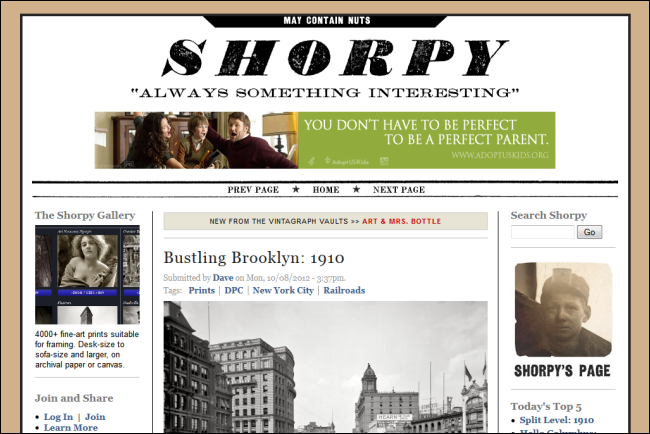 MAY CONTAIN NUTS
SHORPY
"ALWAYS SOMETHING INTERESTING"
YOU DON'T HAVE TO BE PERFECT
TO BE A PERFECT PARENT.
AdoptUSKids
WWW.ADOPTUSKIDS.ORG
PREV PAGE ★ HOME ★ NEXT PAGE
The Shorpy Gallery
4000+ fine-art prints suitable
for framing. Desk-size to
sofa-size and larger, on
archival paper or canvas.
Join and Share
• Log In | Join
• Learn More
NEW FROM THE VINTAGRAPH VAULTS >> ART & MRS. BOTTLE
Bustling Brooklyn: 1910
Submitted by Dave on Mon, 10/08/2012 - 3:37pm.
Tags: Prints | DPC | New York City | Railroads
HEARN
Search Shorpy
Go
SHORPY'S PAGE
Today's Top 5
• Split Level: 1910